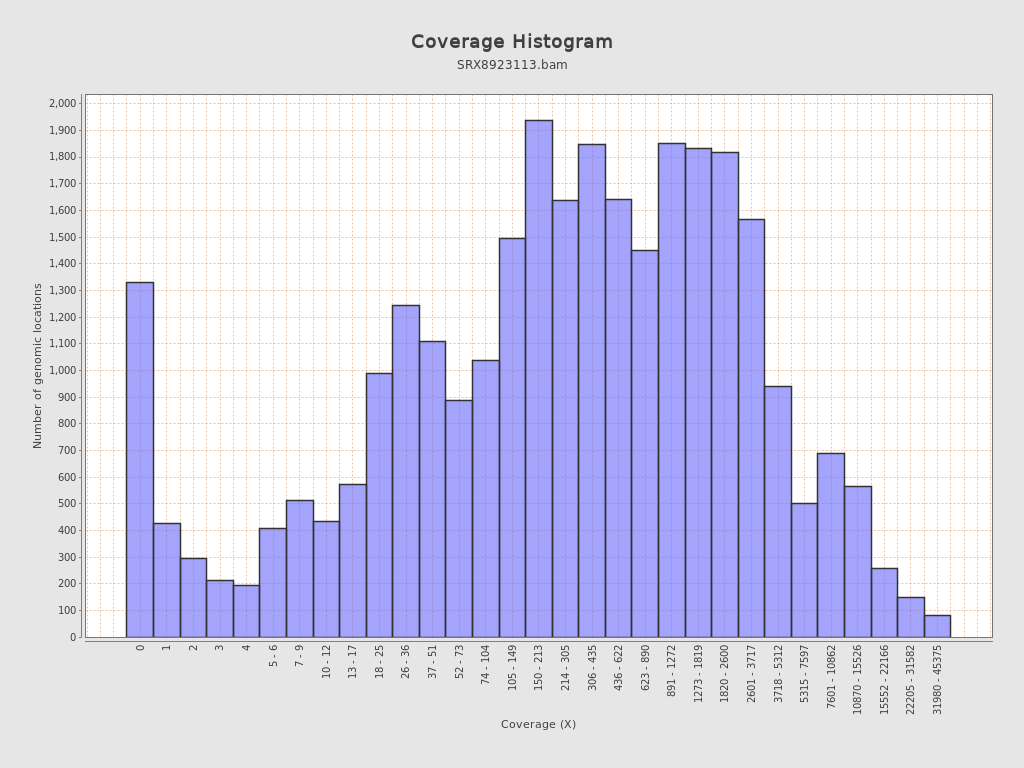 Coverage Histogram
SRX8923113.bam
2,000
1,900
1,800
1,700
1,600
1,500
1,400
1,300
1,200
1,100
1,000
900
800
700
600
500
400
300
200
100
0
Number of genomic locations
0
1
2
3
4
5 - 6
7 - 9
10 - 12
13 - 17
18 - 25
26 - 36
37 - 51
52 - 73
74 - 104
105 - 149
150 - 213
214 - 305
306 - 435
436 - 622
623 - 890
891 - 1272
1273 - 1819
1820 - 2600
2601 - 3717
3718 - 5312
5315 - 7597
7601 - 10862
10870 - 15526
15552 - 22166
22205 - 31582
31980 - 45375
Coverage (X)